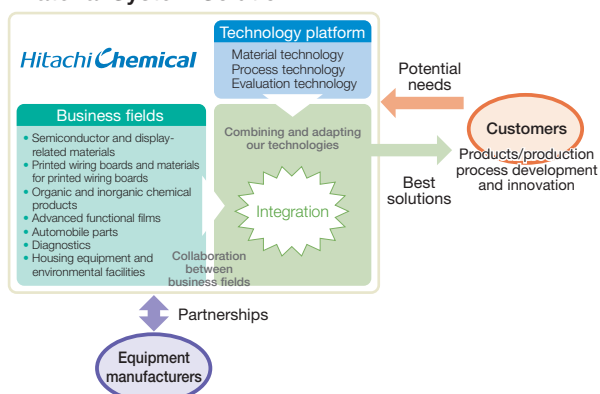 Hitachi Chemical
Technology platform
Material technology
Process technology
Evaluation technology
Business fields
• Semiconductor and display-
related materials
• Printed wiring boards and materials
for printed wiring boards
• Organic and inorganic chemical
products
• Advanced functional films
• Automobile parts
• Diagnostics
• Housing equipment and
environmental facilities
Combining and adapting
our technologies
Integration
Collaboration
between
business fields
Potential
needs
Customers
Products/production
process development
and innovation
Best
solutions
Partnerships
Equipment
manufacturers